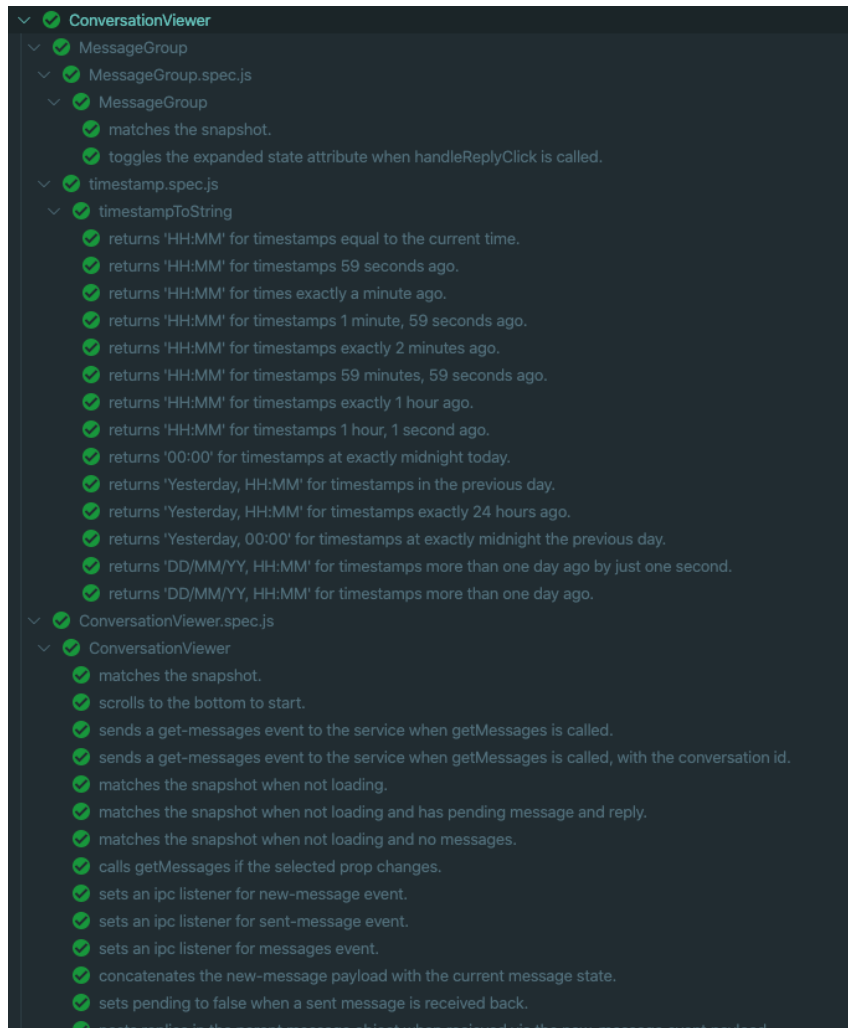 ConversationViewer
MessageGroup
MessageGroup.spec.js
MessageGroup
matches the snapshot.
toggles the expanded state attribute when handleReplyClick is called.
timestamp.spec.js
timestampToString
returns 'HH:MM' for timestamps equal to the current time.
returns 'HH:MM' for timestamps 59 seconds ago.
returns 'HH:MM' for times exactly a minute ago.
returns 'HH:MM' for timestamps 1 minute, 59 seconds ago.
returns 'HH:MM' for timestamps exactly 2 minutes ago.
returns 'HH:MM' for timestamps 59 minutes, 59 seconds ago.
returns 'HH:MM' for timestamps exactly 1 hour ago.
returns 'HH:MM' for timestamps 1 hour, 1 second ago.
returns '00:00' for timestamps at exactly midnight today.
returns 'Yesterday, HH:MM' for timestamps in the previous day.
returns 'Yesterday, HH:MM' for timestamps exactly 24 hours ago.
returns 'Yesterday, 00:00' for timestamps at exactly midnight the previous day.
returns 'DD/MM/YY, HH:MM' for timestamps more than one day ago by just one second.
returns 'DD/MM/YY, HH:MM' for timestamps more than one day ago.
ConversationViewer.spec.js
ConversationViewer
matches the snapshot.
scrolls to the bottom to start.
sends a get-messages event to the service when getMessages is called.
sends a get-messages event to the service when getMessages is called, with the conversation id.
matches the snapshot when not loading.
matches the snapshot when not loading and has pending message and reply.
matches the snapshot when not loading and no messages.
calls getMessages if the selected prop changes.
sets an ipc listener for new-message event.
sets an ipc listener for sent-message event.
sets an ipc listener for messages event.
concatenates the new-message payload with the current message state.
sets pending to false when a sent message is received back.